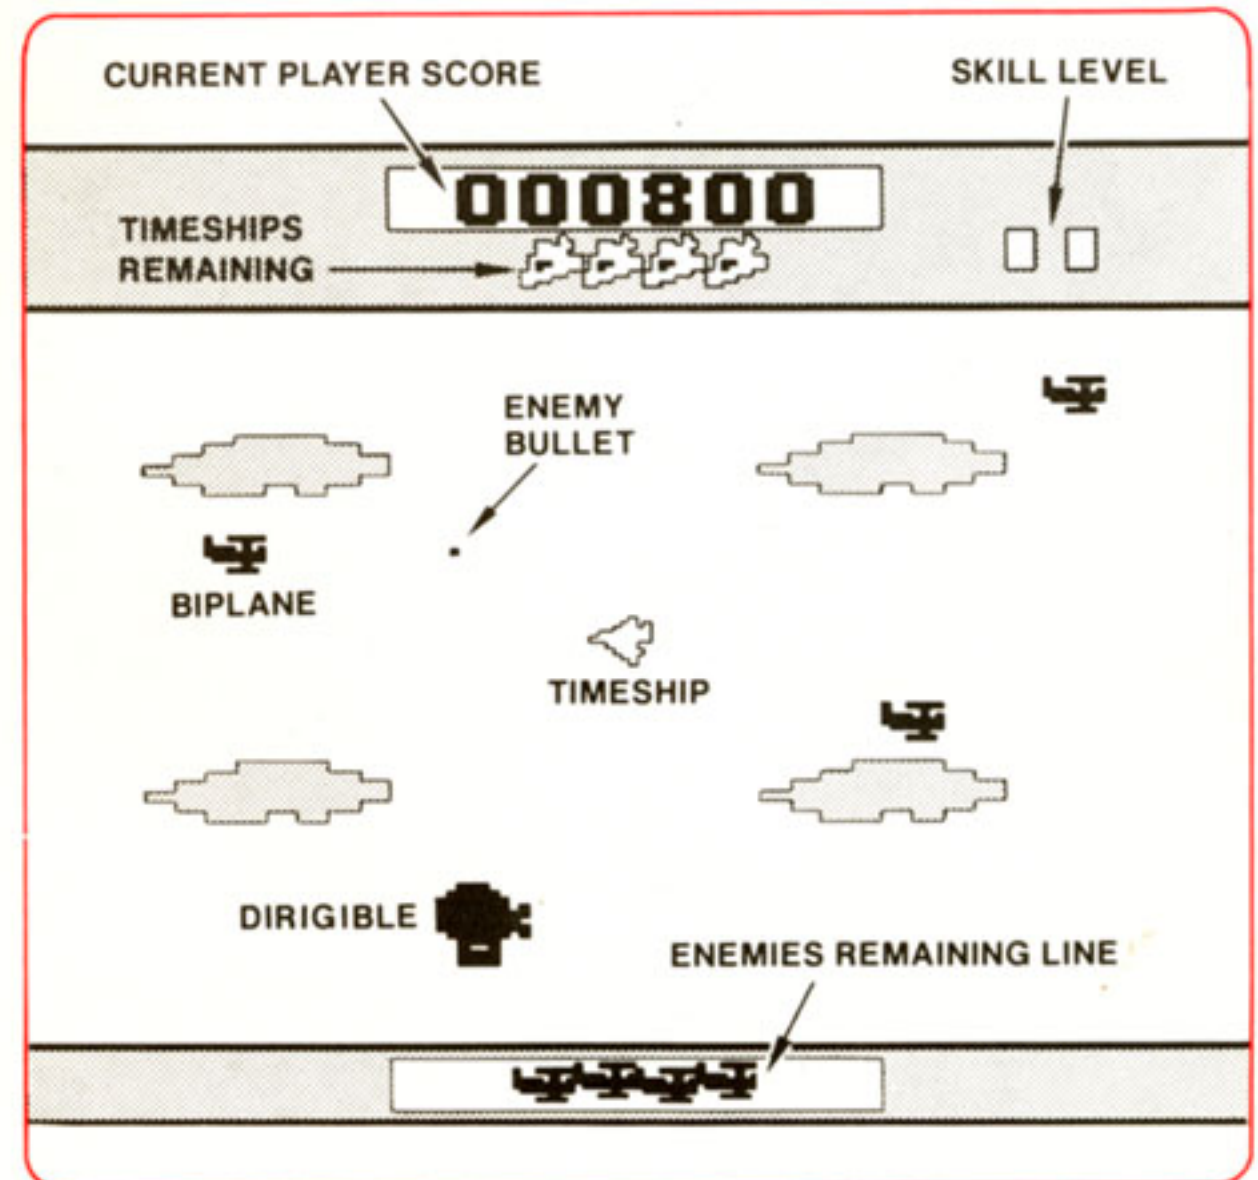 CURRENT PLAYER SCORE
SKILL LEVEL
000800
TIMESHIPS
REMAINING
ENEMY
BULLET
BIPLANE
TIMESHIP
DIRIGIBLE
ENEMIES REMAINING LINE